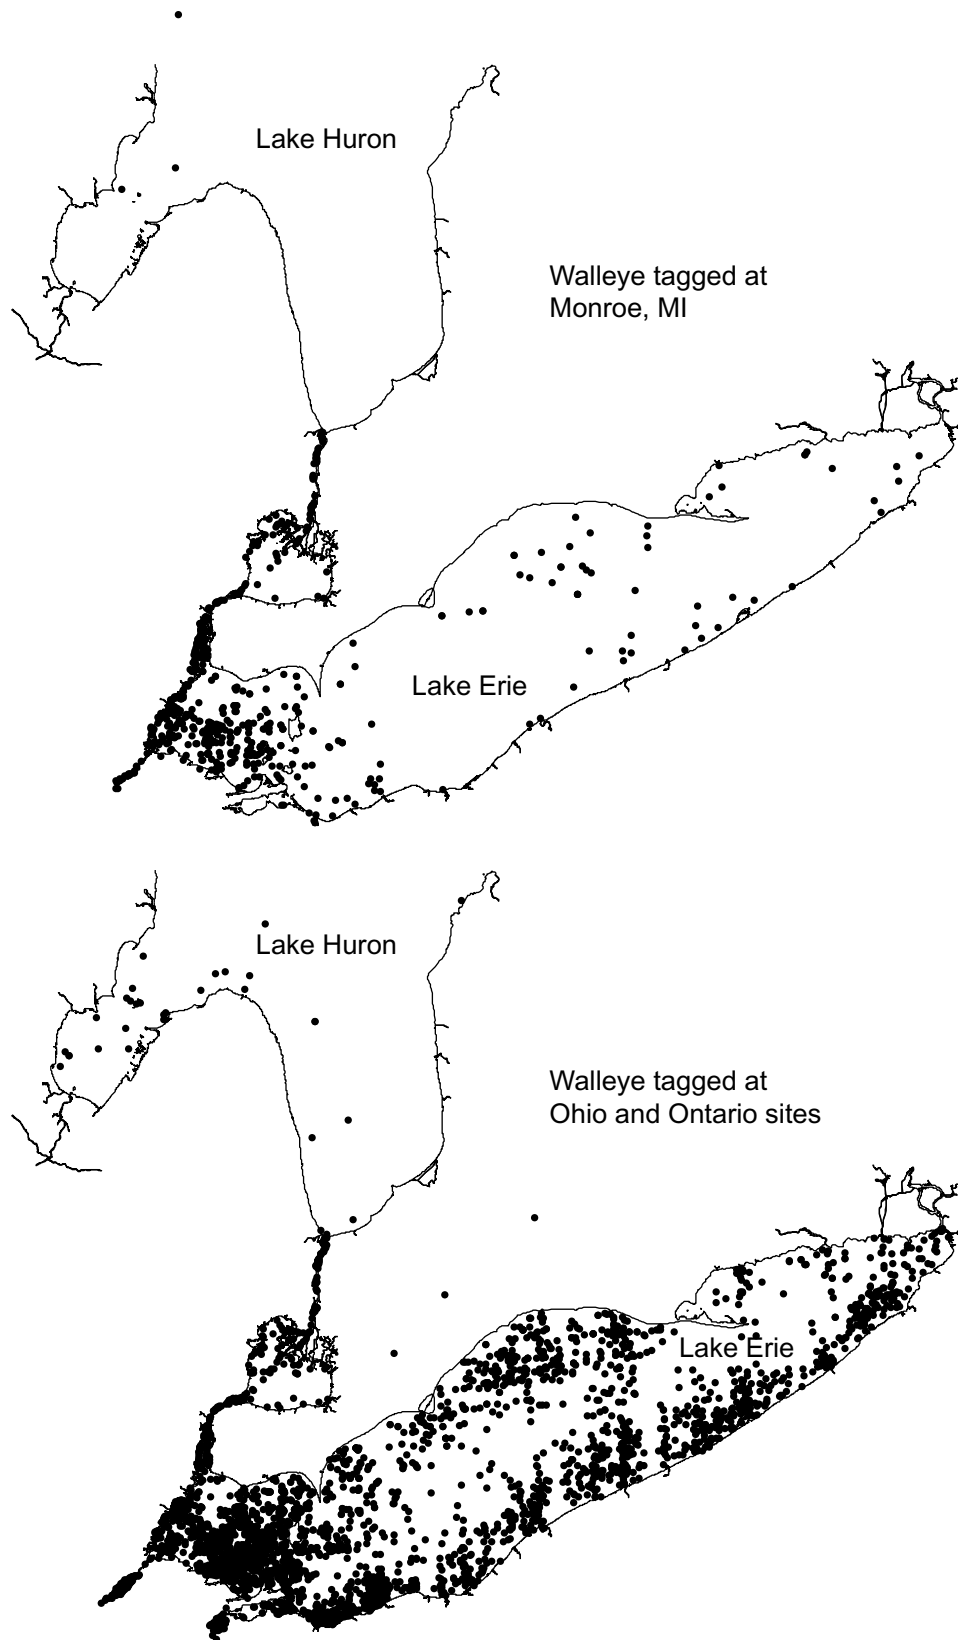 Lake Huron
Walleye tagged at
Monroe, MI
Lake Erie
Lake Huron
Walleye tagged at
Ohio and Ontario sites
Lake Erie